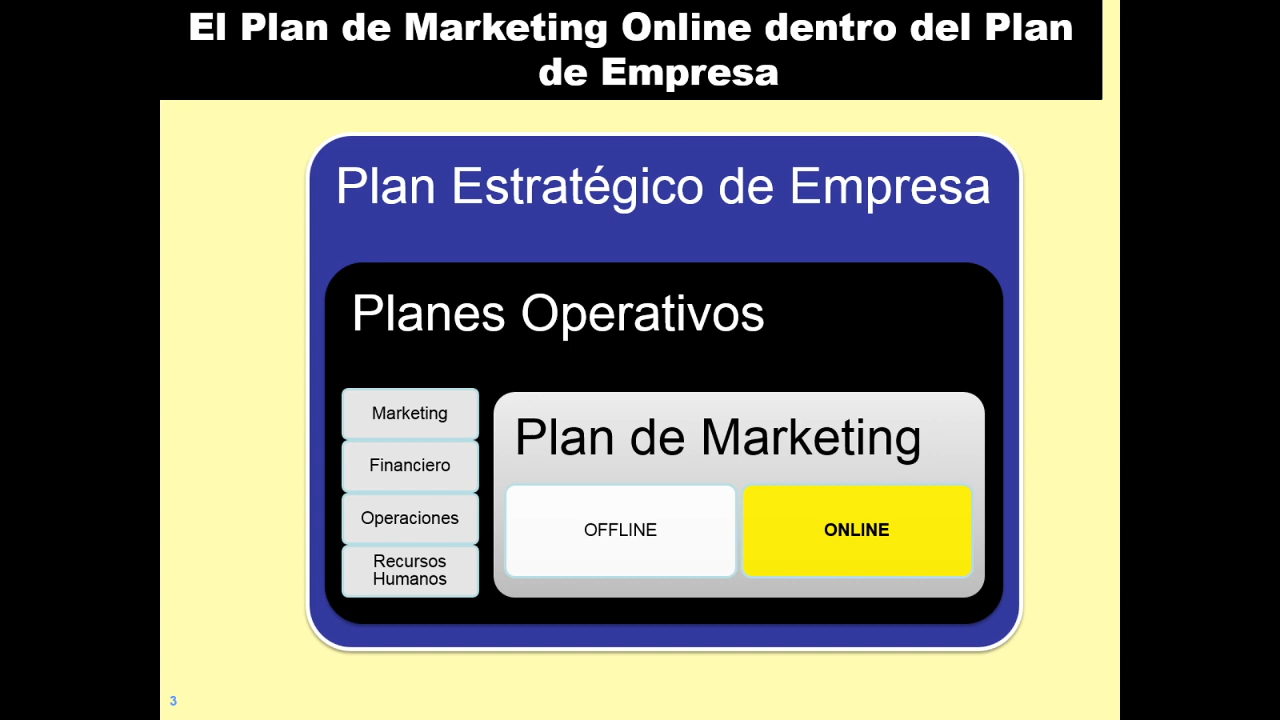 El Plan de Marketing Online dentro del Plan
de Empresa
Plan Estratégico de Empresa
Planes Operativos
Marketing
Financiero
Operaciones
Recursos
Humanos
Plan de Marketing
OFFLINE
ONLINE
3